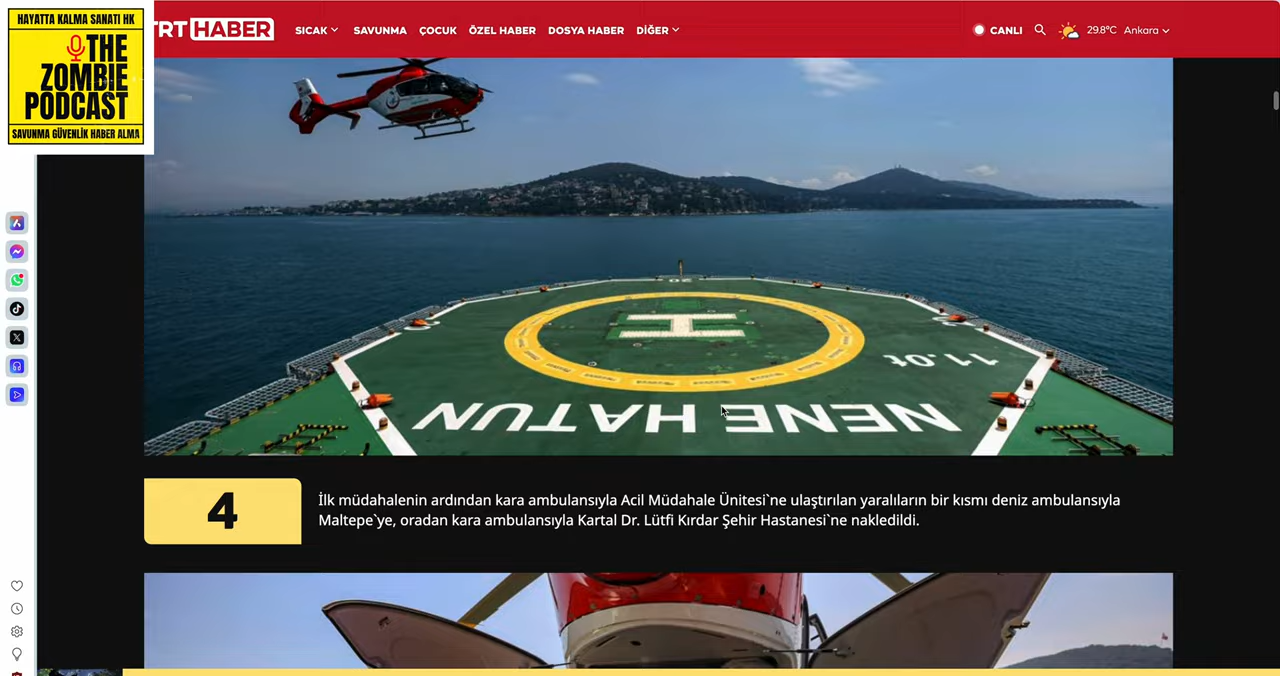 HAYATTA KALMA SANATI HK
THE
ZOMBIE
PODCAST
SAVUNMA GÜVENLİK HABER ALMA
TRT HABER
SICAK
SAVUNMA
ÇOCUK
ÖZEL HABER
DOSYA HABER
DİĞER
CANLI
29.8°C
Ankara
H
11.0t
NENE HATUN
4
İlk müdahalenin ardından kara ambulansıyla Acil Müdahale Ünitesi`ne ulaştırılan yaralıların bir kısmı deniz ambulansıyla
Maltepe`ye, oradan kara ambulansıyla Kartal Dr. Lütfi Kırdar Şehir Hastanesi`ne nakledildi.